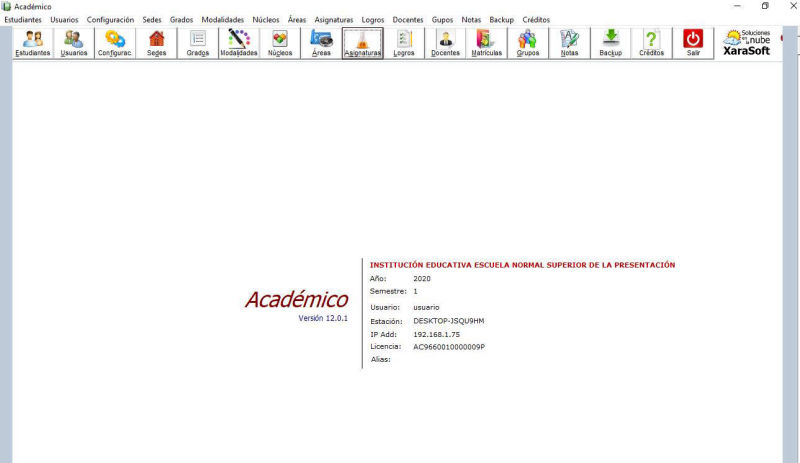 Académico
Estudiantes Usuarios Configuración Sedes Grados Modalidades Núcleos Áreas Asignaturas Logros Docentes Gupos Notas Backup Créditos
Estudiantes Usuarios Configurac Sedes Grados Modalidades Núcleos Áreas Asignaturas Logros Docentes Matrículas Grupos Notas Backup Créditos Salir
Soluciones
en la nube
XaraSoft
INSTITUCIÓN EDUCATIVA ESCUELA NORMAL SUPERIOR DE LA PRESENTACIÓN
Año: 2020
Semestre: 1
Académico
Versión 12.0.1
Usuario: usuario
Estación: DESKTOP-JSQU9HM
IP Add: 192.168.1.75
Licencia: AC9660010000009P
Alias: